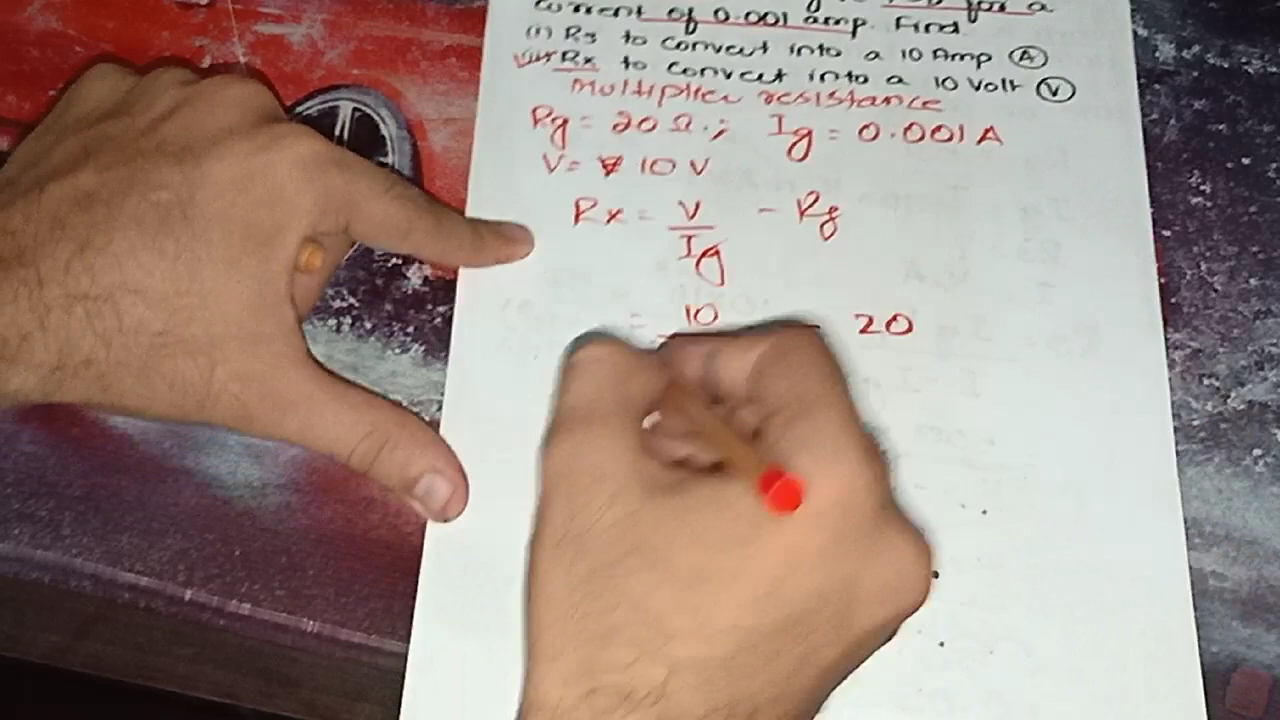 for a
current of 0.001 amp. Find
(i) Rs to convert into a 10 Amp (A)
(ii) Rx to convert into a 10 Volt (V)
Multiplier resistance
Rg = 20 Ω.; Ig = 0.001 A
V = 10 V
Rx = V/Ig - Rg
= 10 - 20